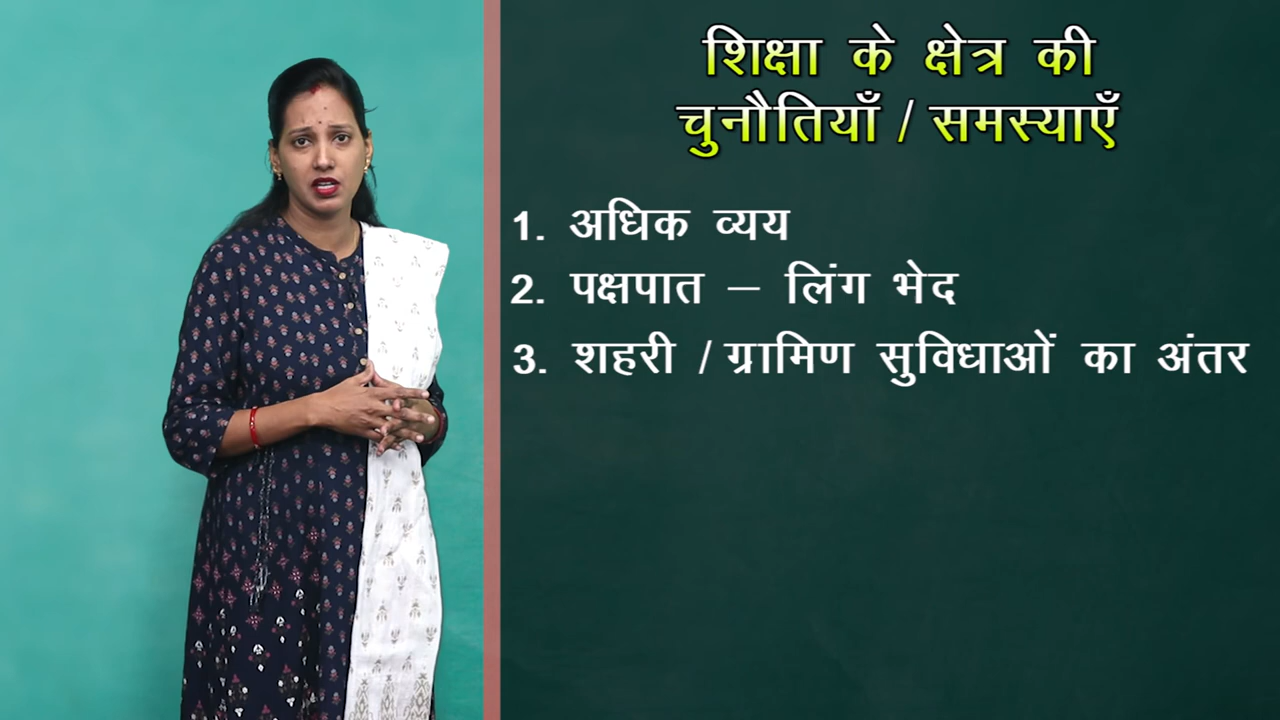 शिक्षा के क्षेत्र की
चुनौतियाँ / समस्याएँ
1. अधिक व्यय
2. पक्षपात – लिंग भेद
3. शहरी / ग्रामिण सुविधाओं का अंतर